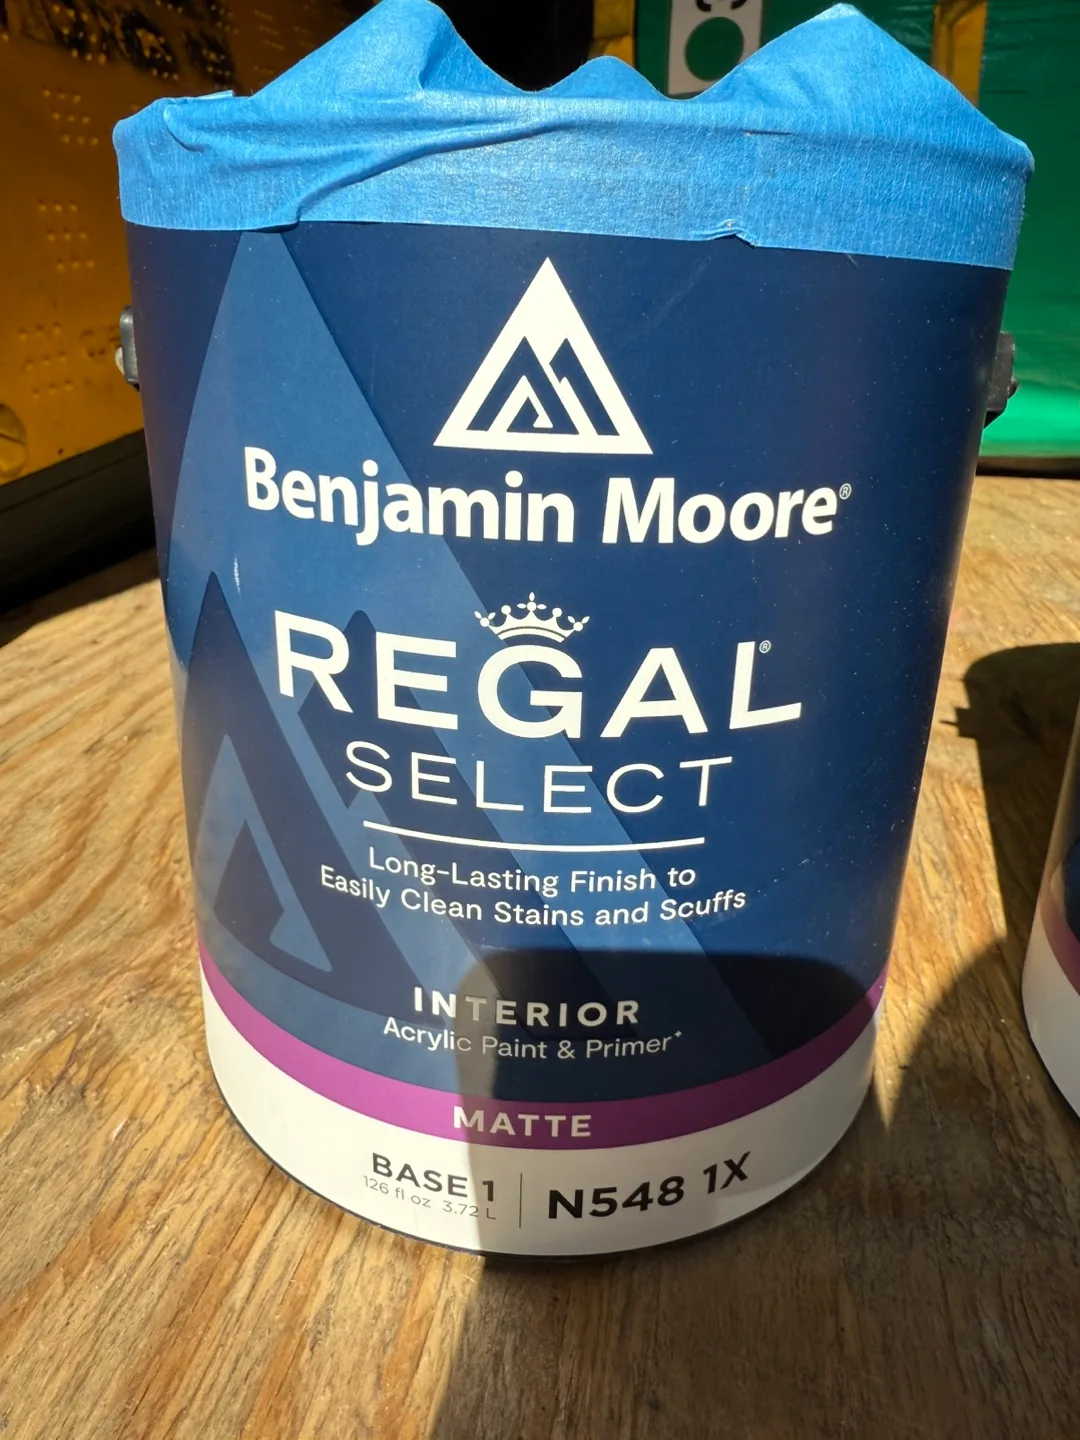 Benjamin Moore®
REGAL®
SELECT
Long-Lasting Finish to
Easily Clean Stains and Scuffs
INTERIOR
Acrylic Paint & Primer*
MATTE
BASE 1
126 fl oz 3.72 L
N548 1X